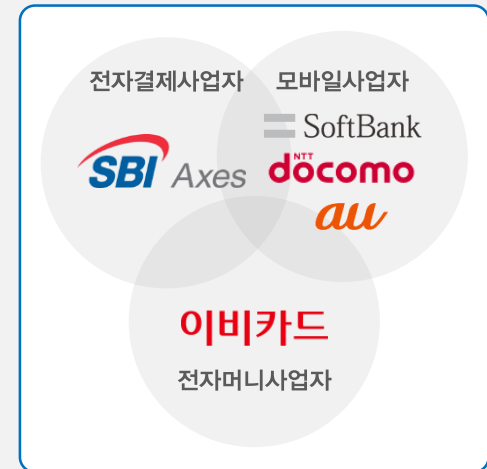 전자결제사업자
모바일사업자
SoftBank
SBI Axes
NTT
döcomo
au
이비카드
전자머니사업자